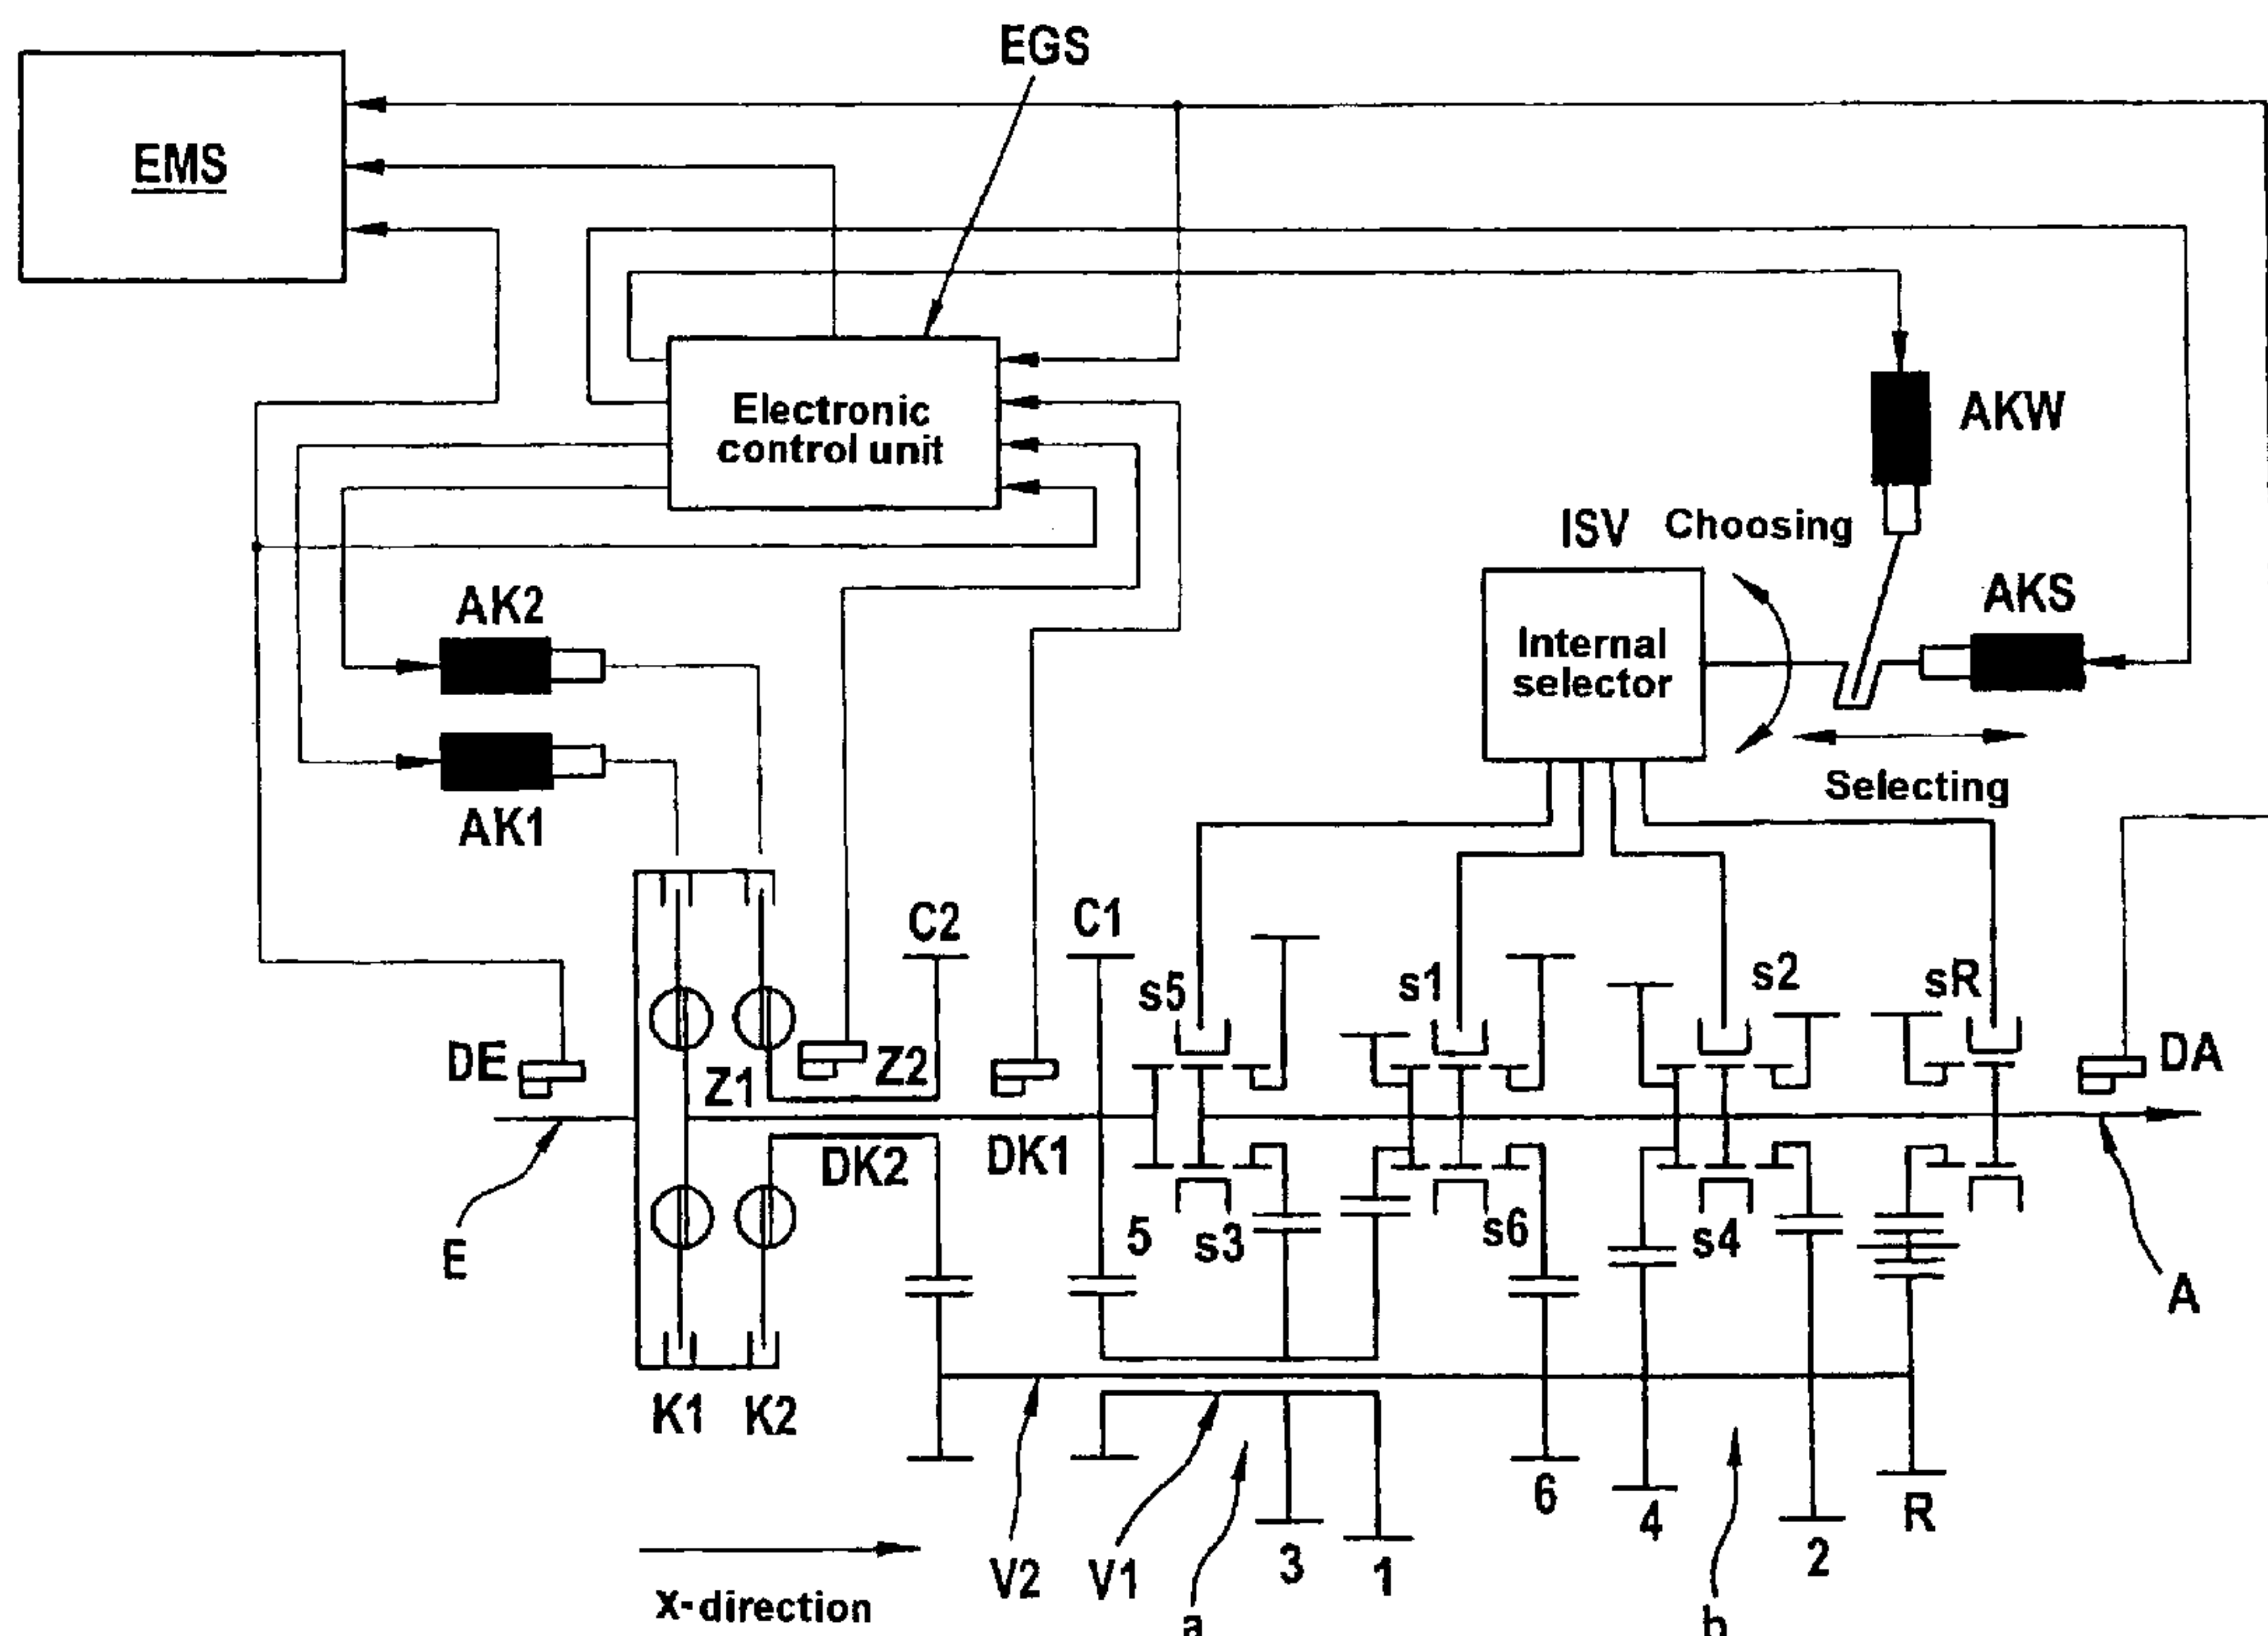 EGS
EMS
Electronic
control unit
AKW
ISV Choosing
AK2
AKS
Internal
selector
AK1
Selecting
C2
C1
s5
s1
s2
sR
DE
Z1
Z2
DA
DK2
DK1
E
5
s3
s6
s4
A
K1
K2
6
4
R
V2
V1
3
1
2
X-direction
a
b